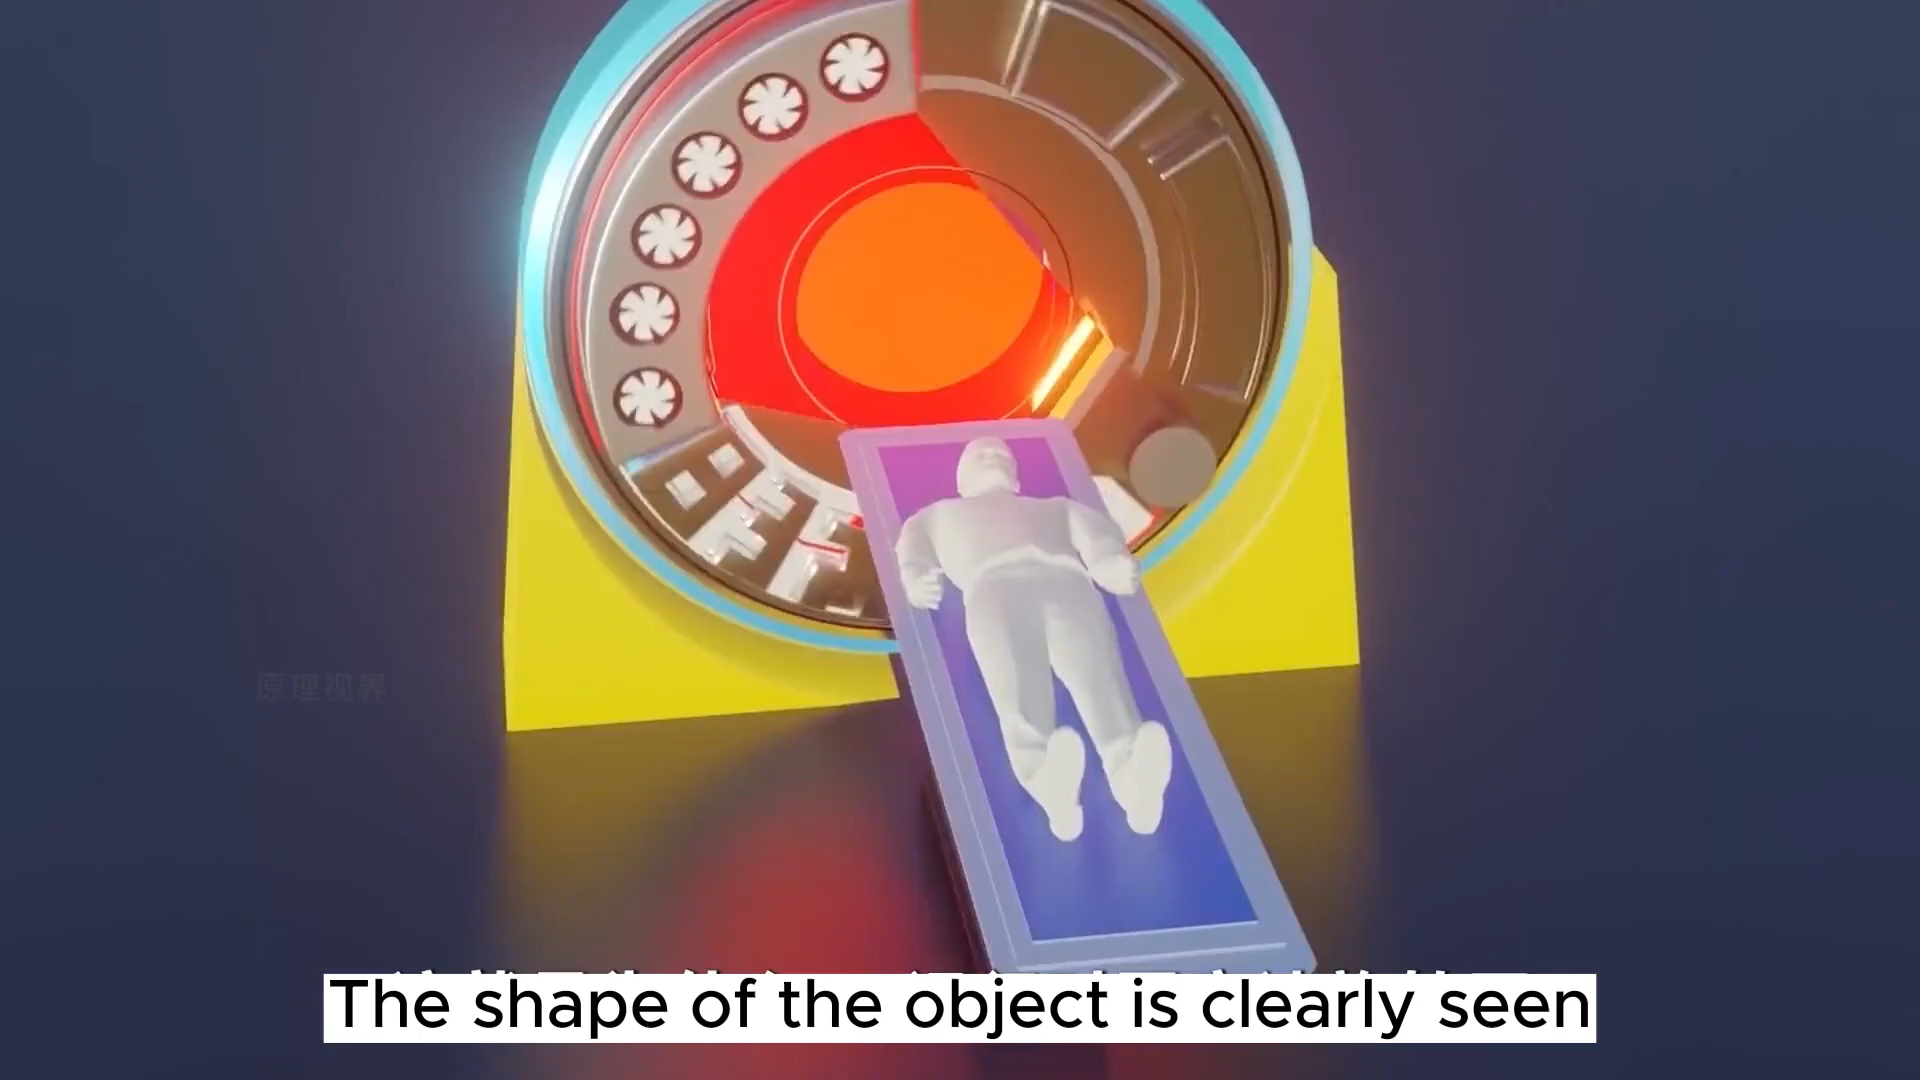 原理视界
The shape of the object is clearly seen